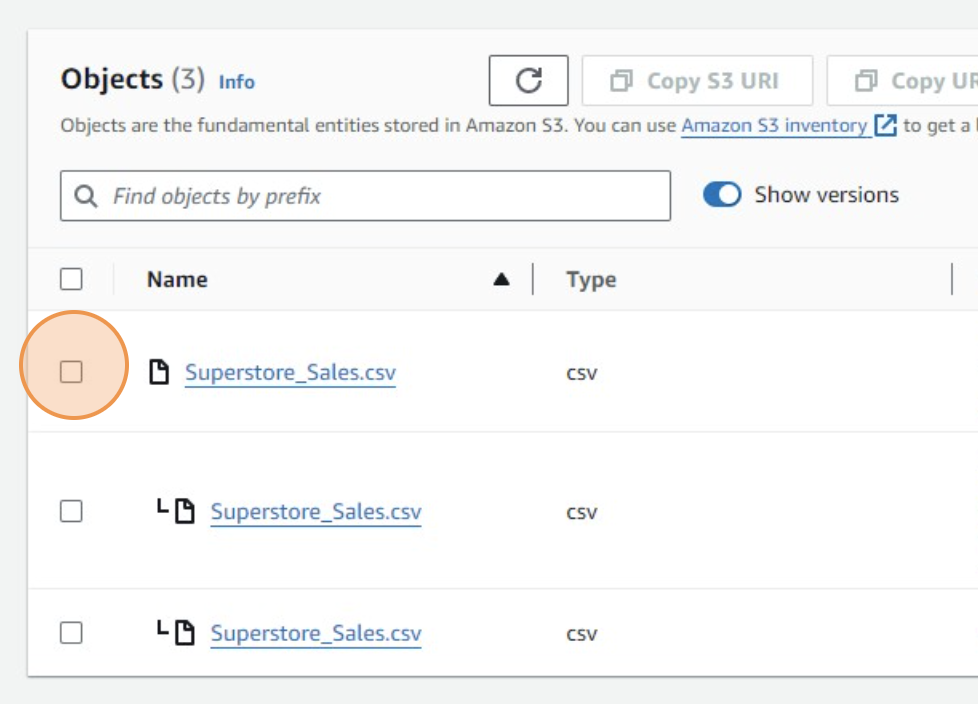 Objects (3) Info
Copy S3 URI
Copy UR
Objects are the fundamental entities stored in Amazon S3. You can use Amazon S3 inventory to get a
Find objects by prefix
Show versions
Name
Type
Superstore_Sales.csv
csv
Superstore_Sales.csv
csv
Superstore_Sales.csv
csv